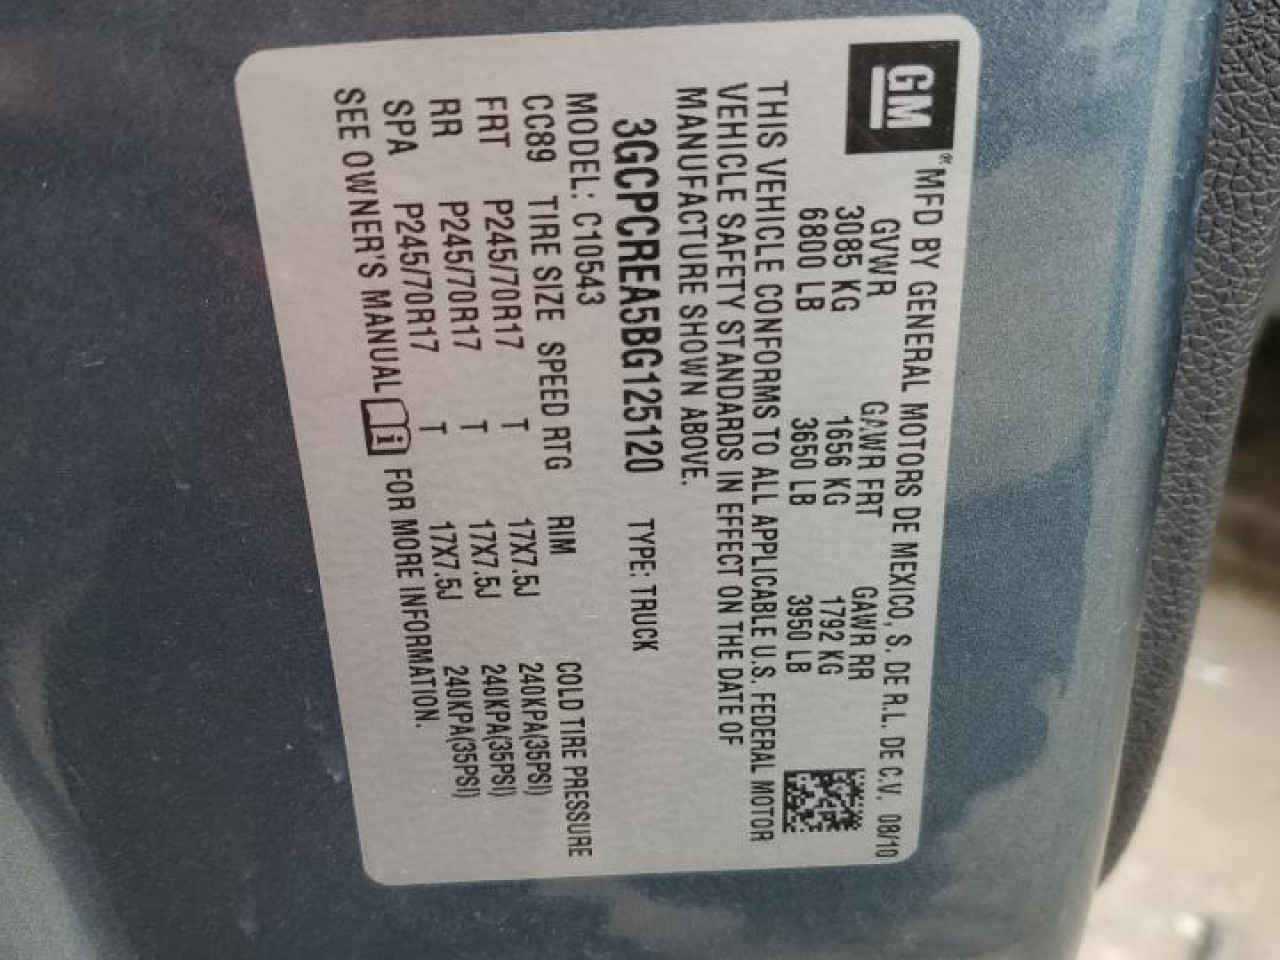 GM
® MFD BY GENERAL MOTORS DE MEXICO, S. DE R.L. DE C.V. 08/10
GVWR GAWR FRT GAWR RR
3085 KG 1656 KG 1792 KG
6800 LB 3650 LB 3950 LB
THIS VEHICLE CONFORMS TO ALL APPLICABLE U.S. FEDERAL MOTOR
VEHICLE SAFETY STANDARDS IN EFFECT ON THE DATE OF
MANUFACTURE SHOWN ABOVE.
3GCPCREA5BG125120 TYPE: TRUCK
MODEL: C10543
CC89 TIRE SIZE SPEED RTG RIM COLD TIRE PRESSURE
FRT P245/70R17 T 17X7.5J 240KPA(35PSI)
RR P245/70R17 T 17X7.5J 240KPA(35PSI)
SPA P245/70R17 T 17X7.5J 240KPA(35PSI)
SEE OWNER'S MANUAL i FOR MORE INFORMATION.